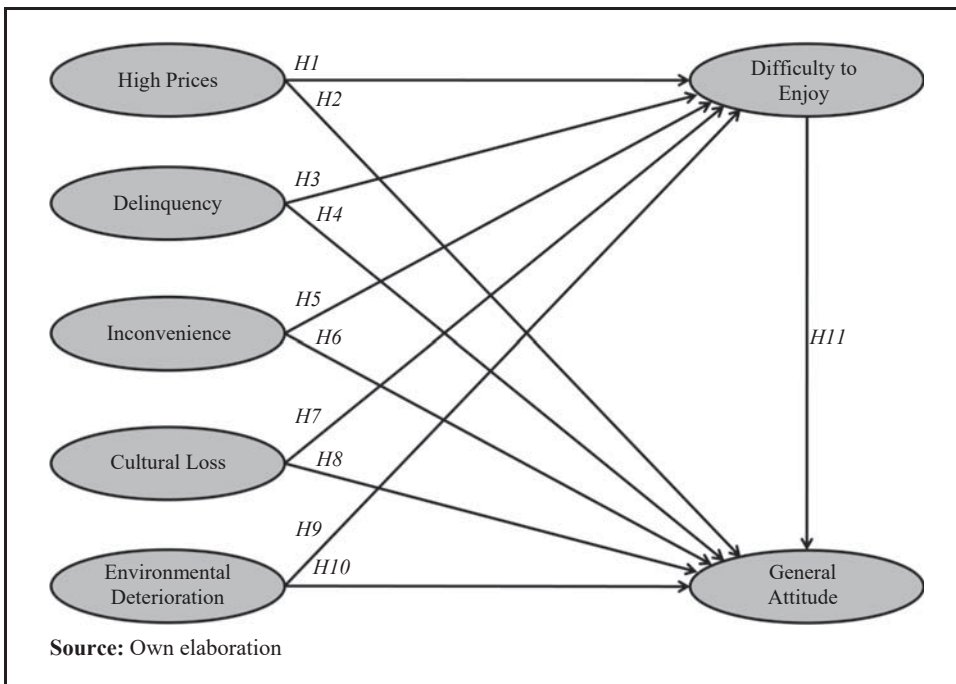 High Prices
H1
H2
Difficulty to
Enjoy
Delinquency
H3
H4
Inconvenience
H5
H6
H11
Cultural Loss
H7
H8
Environmental
Deterioration
H9
H10
General
Attitude
Source: Own elaboration